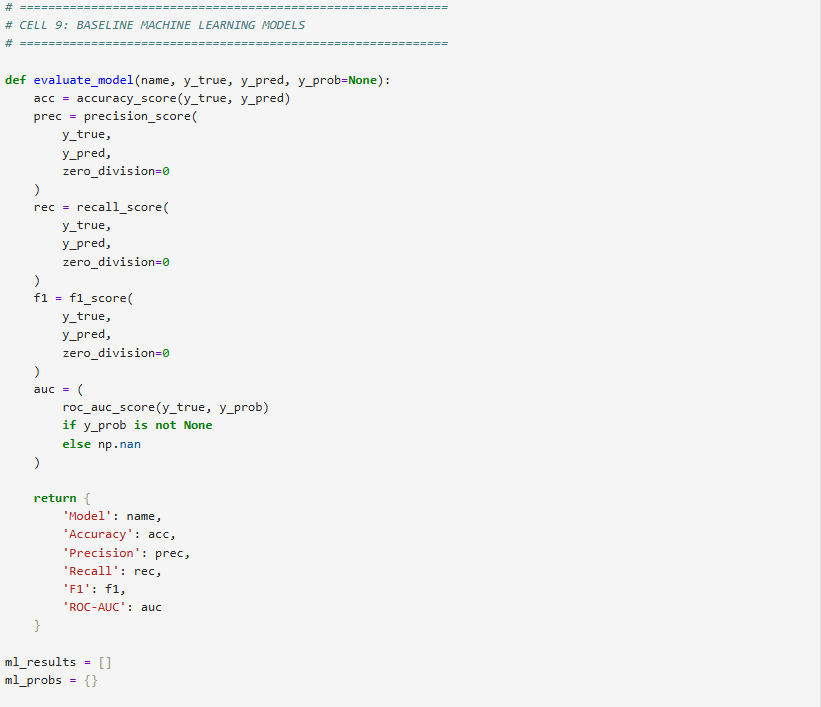 # ============================================================
# CELL 9: BASELINE MACHINE LEARNING MODELS
# ============================================================

def evaluate_model(name, y_true, y_pred, y_prob=None):
    acc = accuracy_score(y_true, y_pred)
    prec = precision_score(
        y_true,
        y_pred,
        zero_division=0
    )
    rec = recall_score(
        y_true,
        y_pred,
        zero_division=0
    )
    f1 = f1_score(
        y_true,
        y_pred,
        zero_division=0
    )
    auc = (
        roc_auc_score(y_true, y_prob)
        if y_prob is not None
        else np.nan
    )

    return {
        'Model': name,
        'Accuracy': acc,
        'Precision': prec,
        'Recall': rec,
        'F1': f1,
        'ROC-AUC': auc
    }

ml_results = []
ml_probs = {}